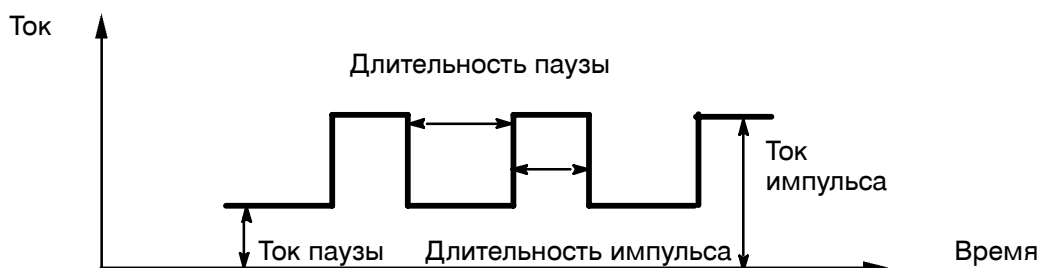 Ток
Длительность паузы
Ток
импульса
Ток паузы
Длительность импульса
Время